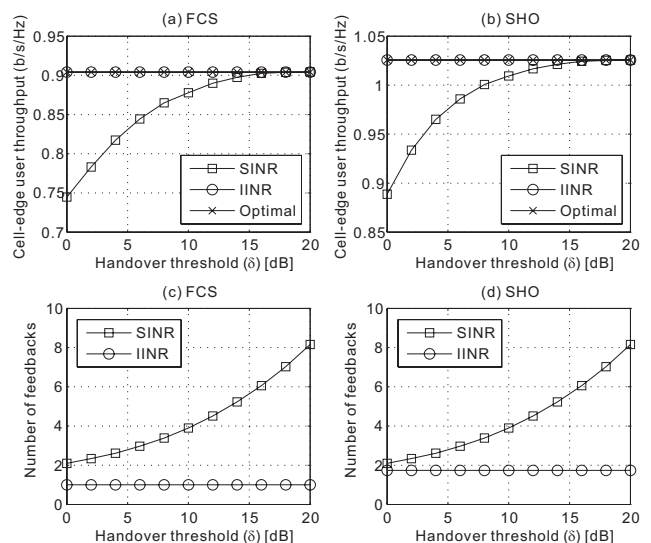 (a) FCS
Cell-edge user throughput (b/s/Hz)
0.95
0.9
0.85
0.8
0.75
0.7
SINR
IINR
Optimal
0 5 10 15 20
Handover threshold (δ) [dB]
(b) SHO
Cell-edge user throughput (b/s/Hz)
1.05
1
0.95
0.9
0.85
SINR
IINR
Optimal
0 5 10 15 20
Handover threshold (δ) [dB]
(c) FCS
Number of feedbacks
10
8
6
4
2
0
SINR
IINR
0 5 10 15 20
Handover threshold (δ) [dB]
(d) SHO
Number of feedbacks
10
8
6
4
2
0
SINR
IINR
0 5 10 15 20
Handover threshold (δ) [dB]